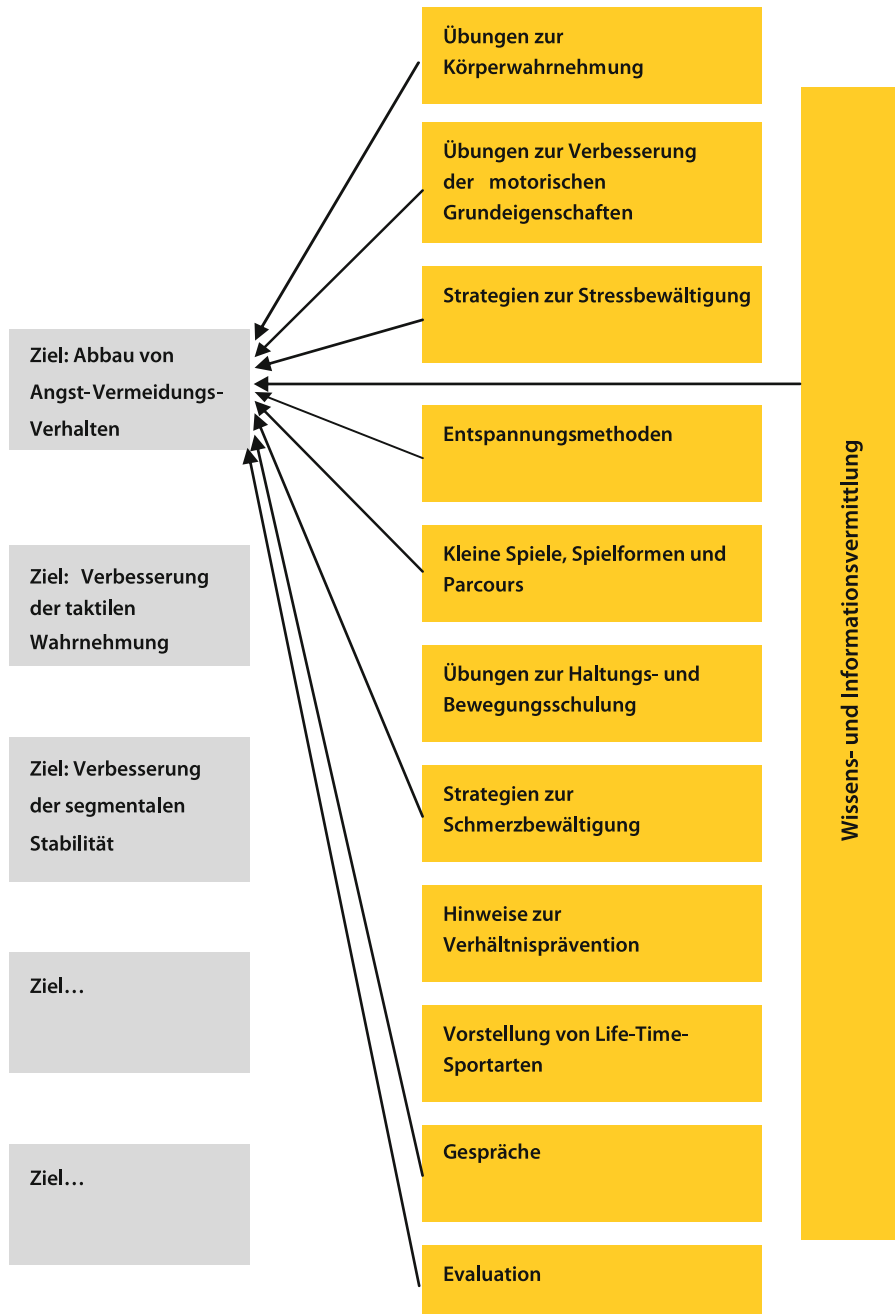 Übungen zur
Körperwahrnehmung
Übungen zur Verbesserung
der motorischen
Grundeigenschaften
Strategien zur Stressbewältigung
Ziel: Abbau von
Angst-Vermeidungs-
Verhalten
Entspannungsmethoden
Kleine Spiele, Spielformen und
Parcours
Ziel: Verbesserung
der taktilen
Wahrnehmung
Übungen zur Haltungs- und
Bewegungsschulung
Ziel: Verbesserung
der segmentalen
Stabilität
Strategien zur
Schmerzbewältigung
Hinweise zur
Verhältnisprävention
Ziel...
Vorstellung von Life-Time-
Sportarten
Gespräche
Ziel...
Evaluation
Wissens- und Informationsvermittlung